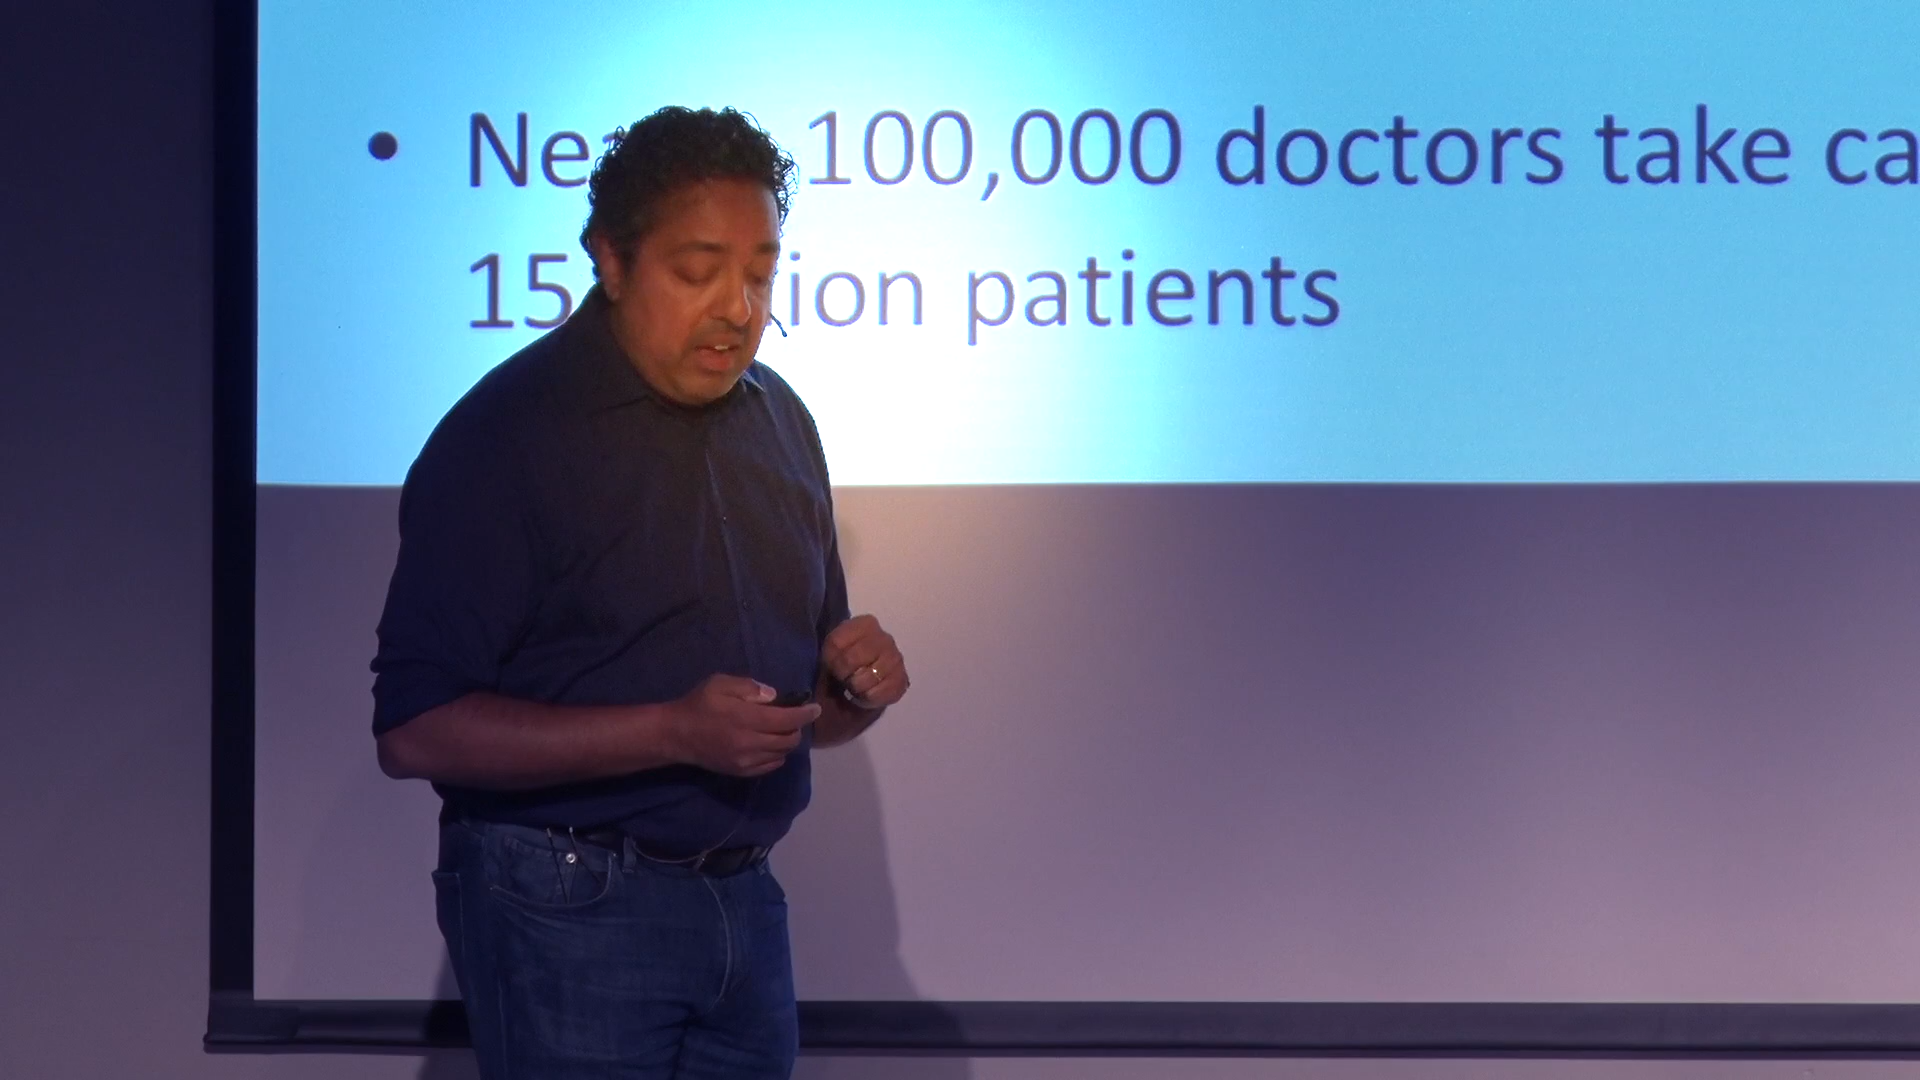 • Ne 100,000 doctors take ca
15 ion patients